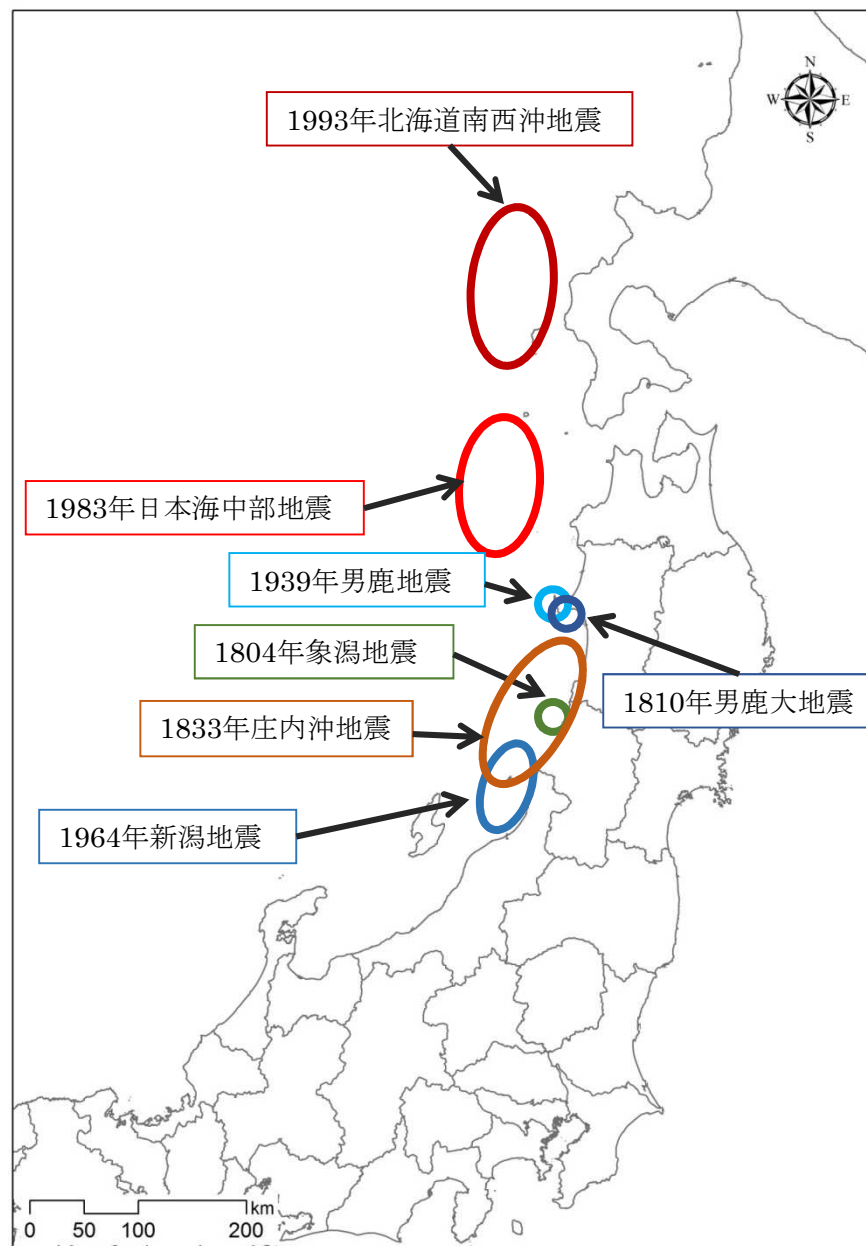 N
W
E
S
1993年北海道南西沖地震
1983年日本海中部地震
1939年男鹿地震
1804年象潟地震
1810年男鹿大地震
1833年庄内沖地震
1964年新潟地震
km
0 50 100 200